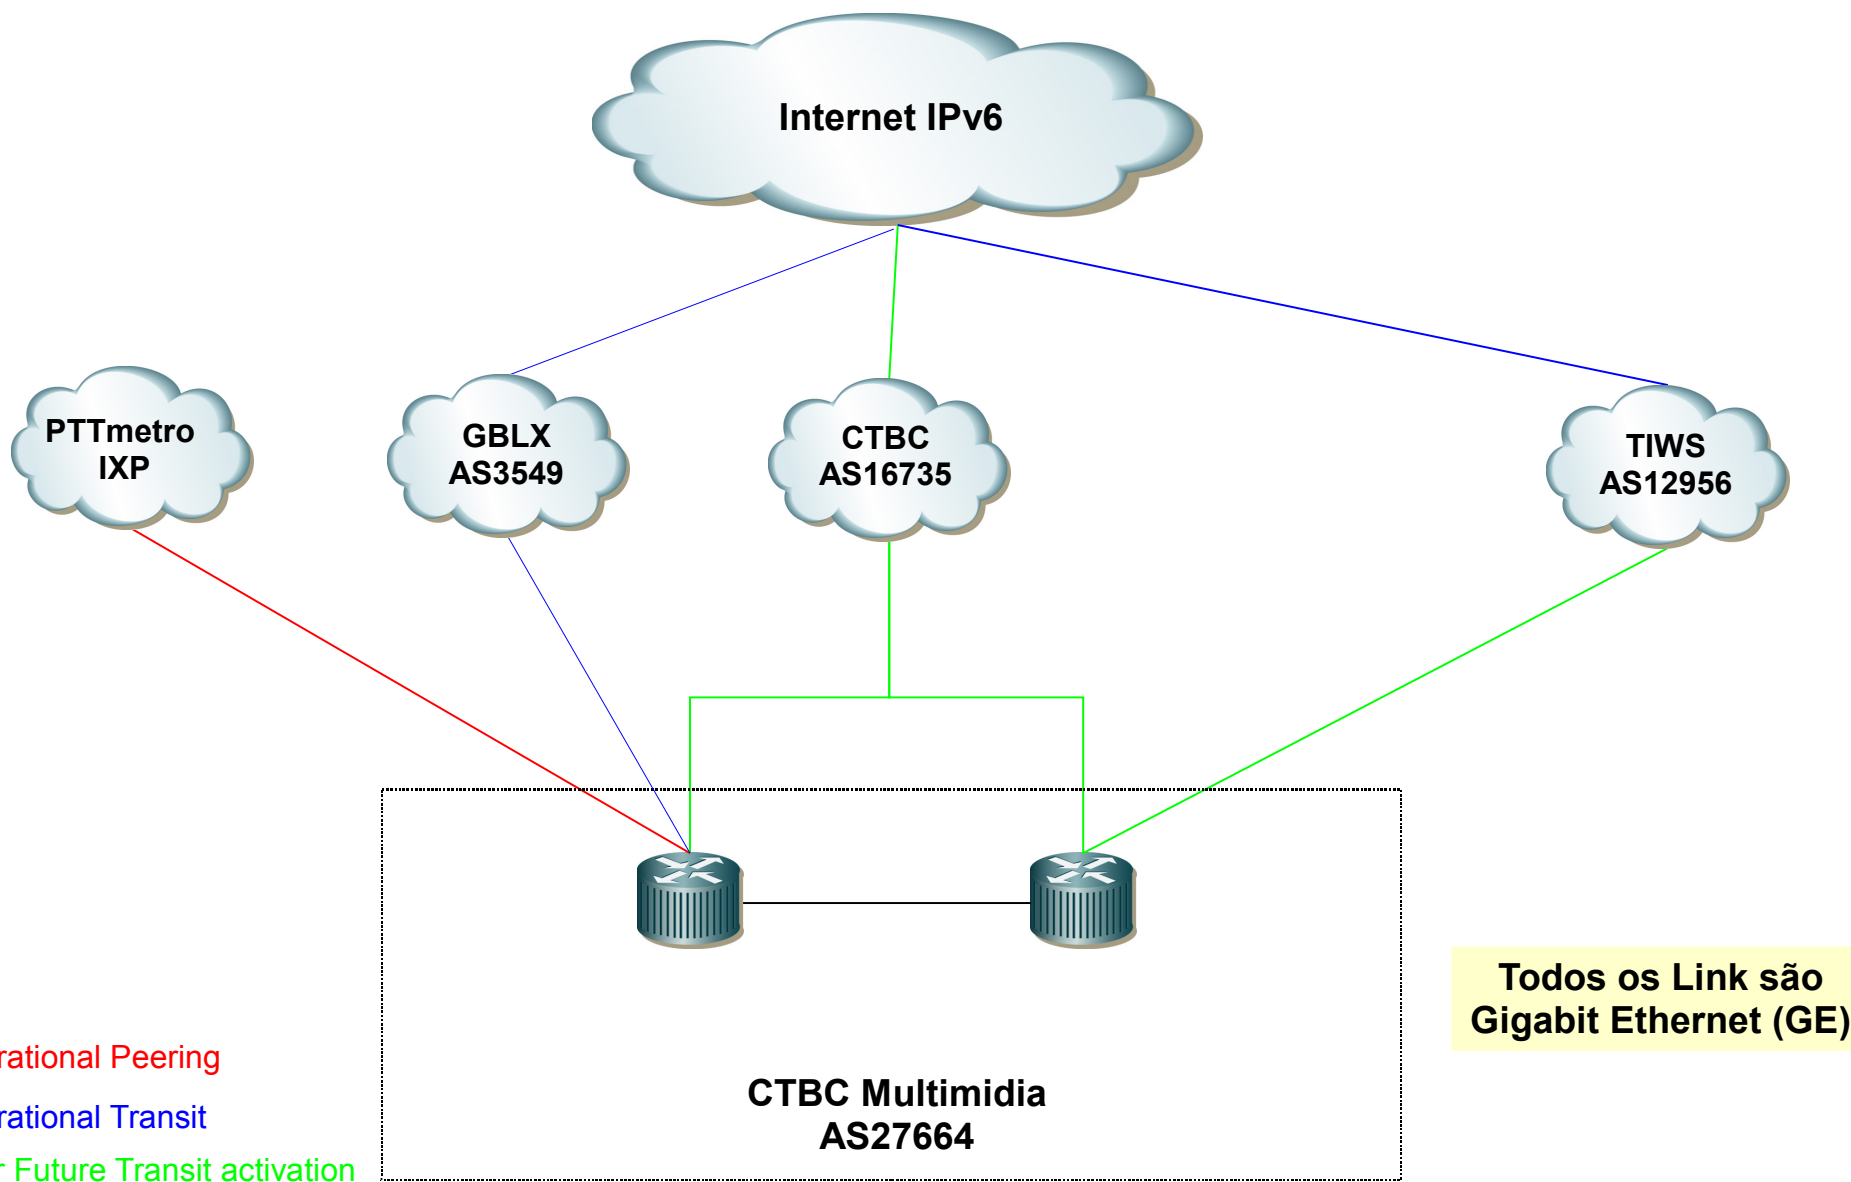 Internet IPv6
PTTmetro
IXP
GBLX
AS3549
CTBC
AS16735
TIWS
AS12956
Todos os Link são
Gigabit Ethernet (GE)
CTBC Multimidia
AS27664
rational Peering
rational Transit
r Future Transit activation